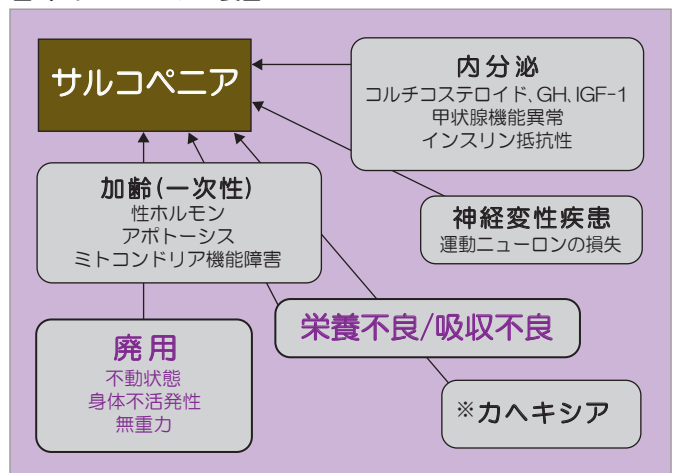 サルコペニア
内分泌
コルチコステロイド、GH、IGF-1
甲状腺機能異常
インスリン抵抗性
加齢(一次性)
性ホルモン
アポトーシス
ミトコンドリア機能障害
神経変性疾患
運動ニューロンの損失
栄養不良/吸収不良
廃用
不動状態
身体不活発性
無重力
※カヘキシア